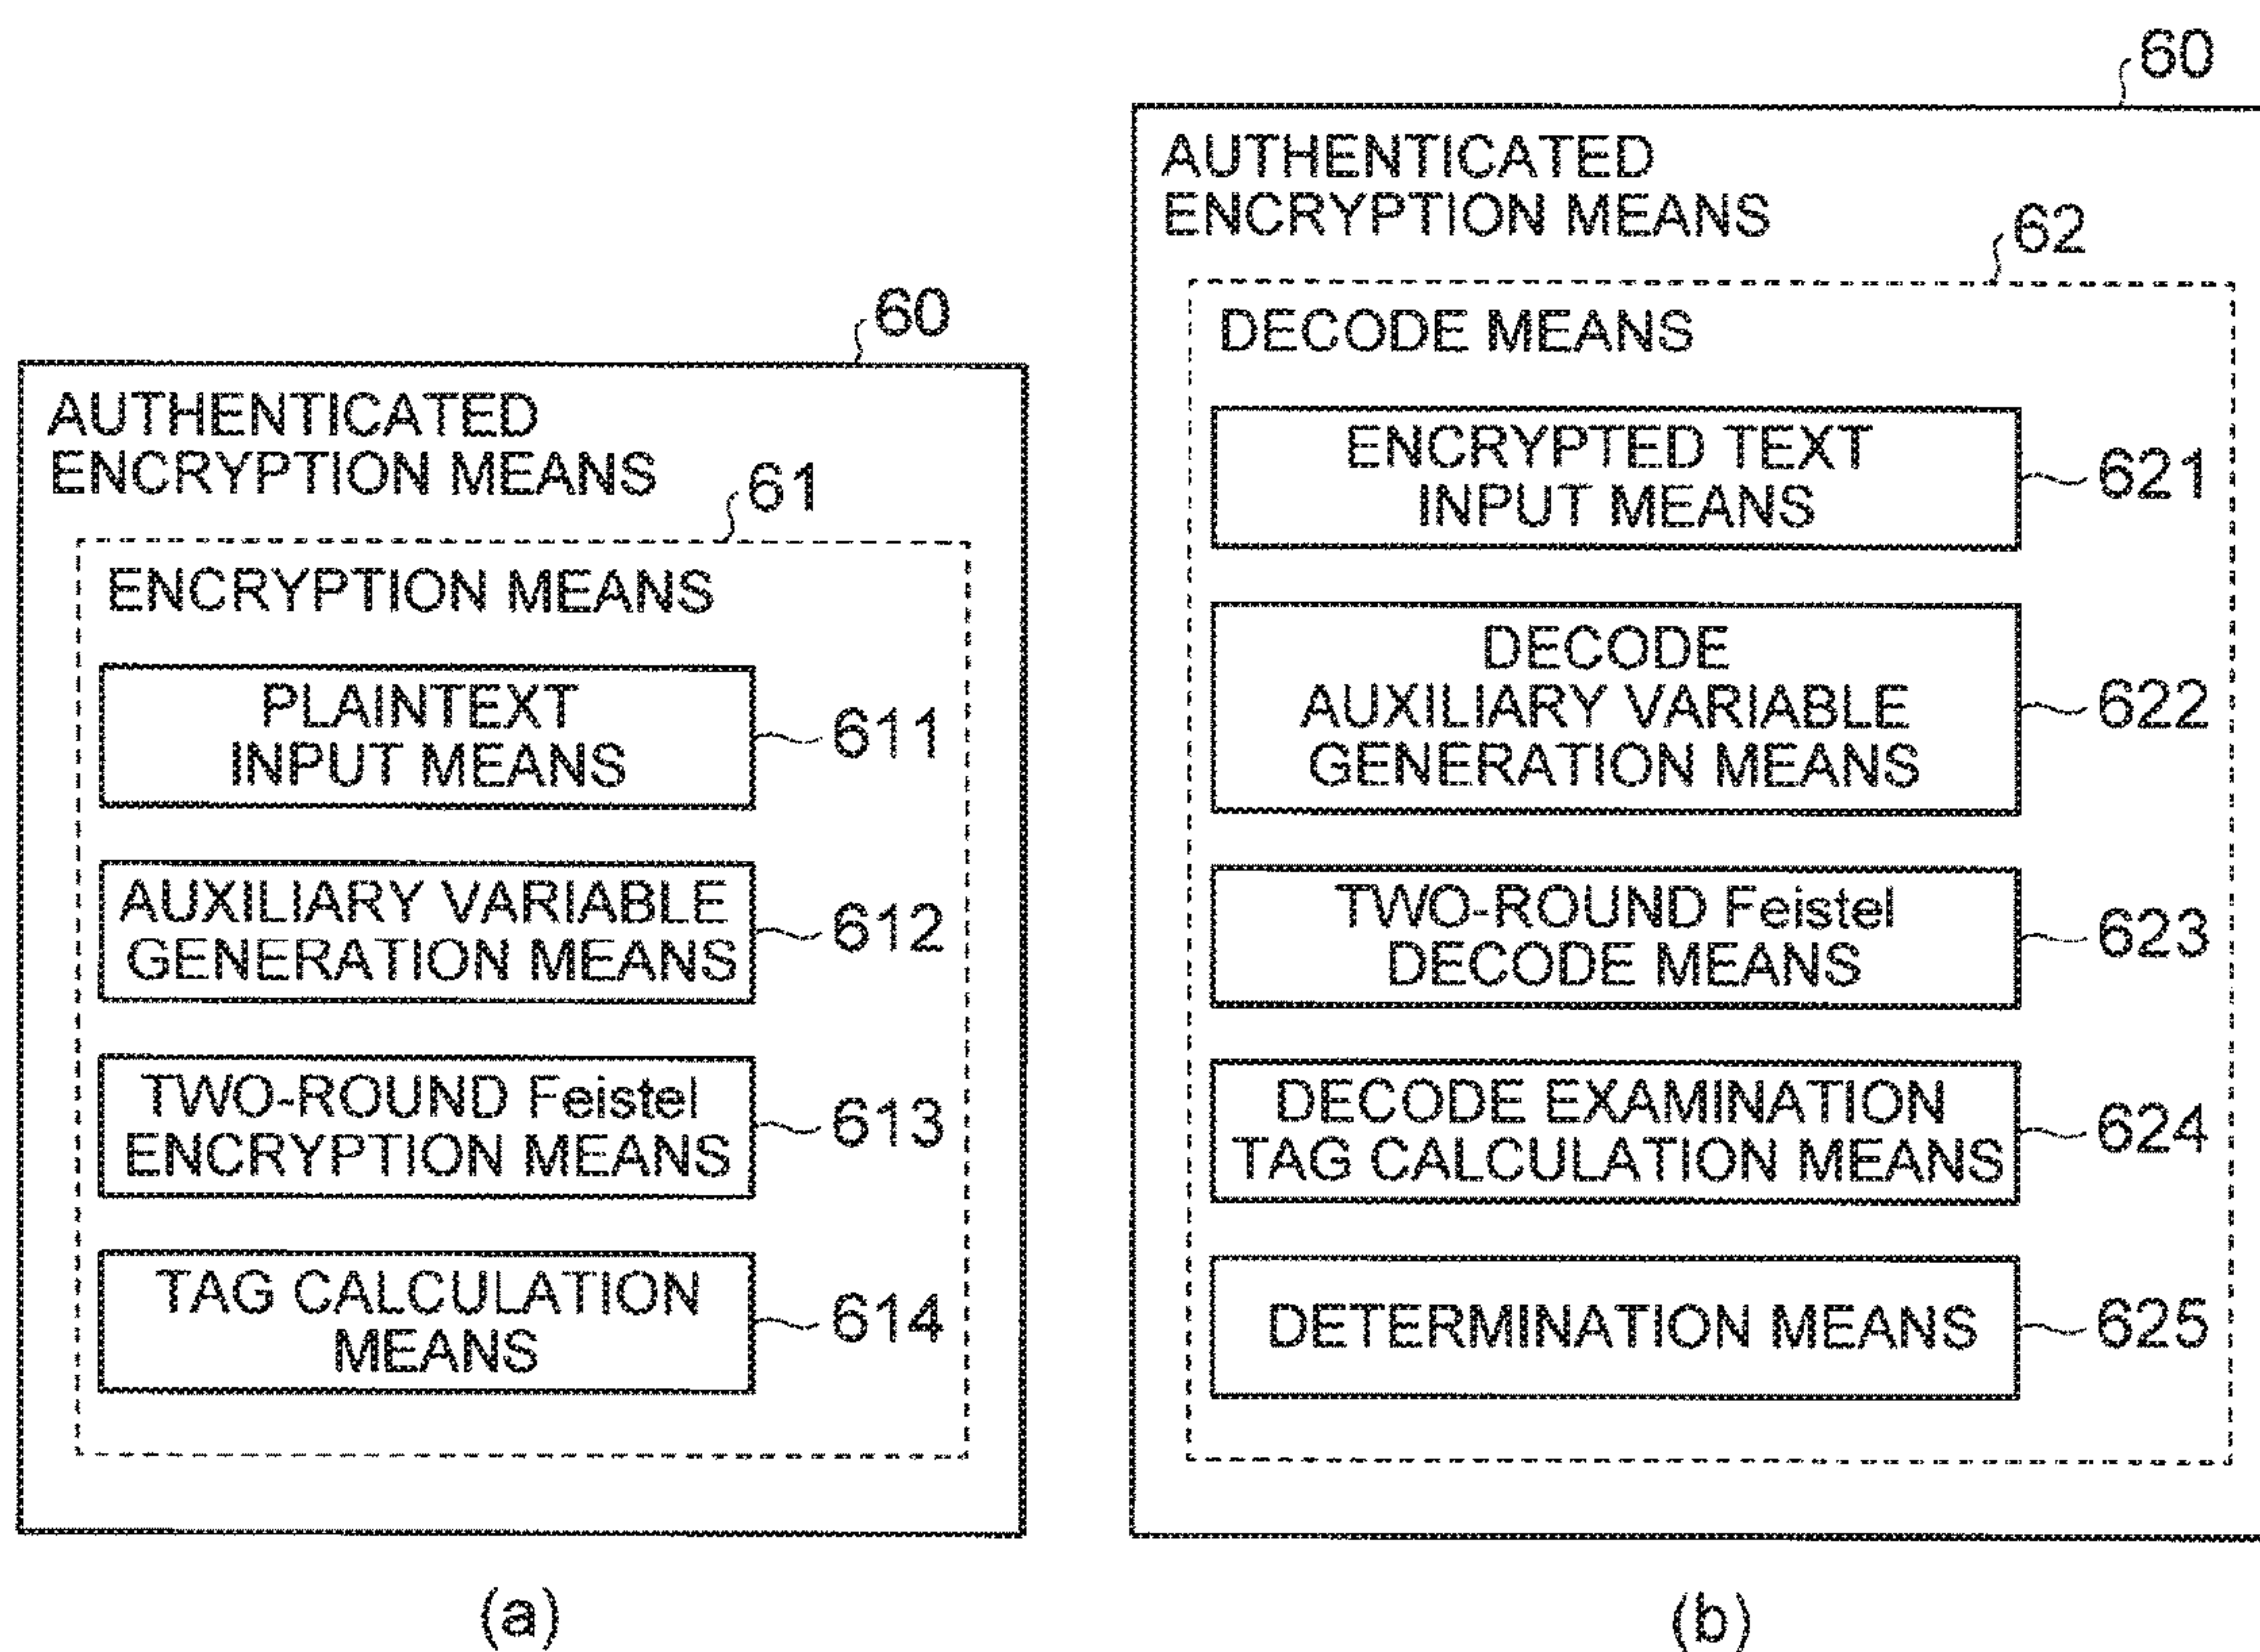 60
AUTHENTICATED
ENCRYPTION MEANS
61
ENCRYPTION MEANS
PLAINTEXT
INPUT MEANS
611
AUXILIARY VARIABLE
GENERATION MEANS
612
TWO-ROUND Feistel
ENCRYPTION MEANS
613
TAG CALCULATION
MEANS
614
(a)
60
AUTHENTICATED
ENCRYPTION MEANS
62
DECODE MEANS
ENCRYPTED TEXT
INPUT MEANS
621
DECODE
AUXILIARY VARIABLE
GENERATION MEANS
622
TWO-ROUND Feistel
DECODE MEANS
623
DECODE EXAMINATION
TAG CALCULATION MEANS
624
DETERMINATION MEANS
625
(b)